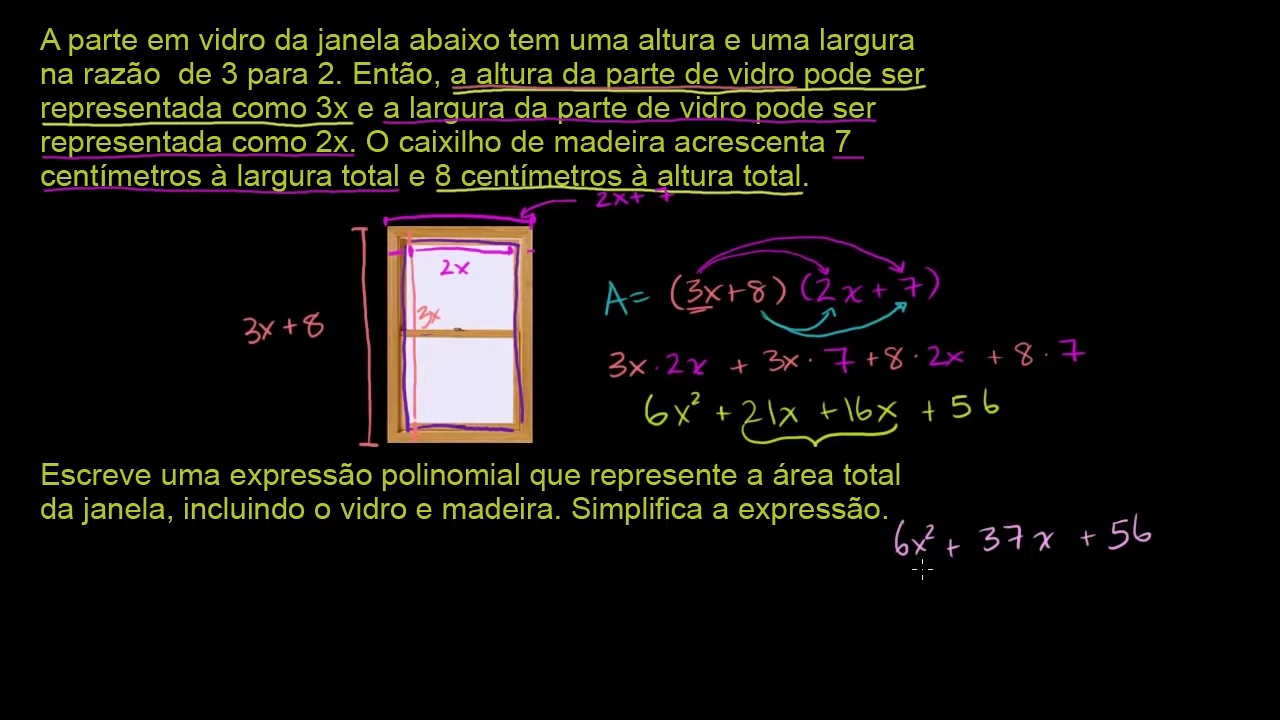 A parte em vidro da janela abaixo tem uma altura e uma largura
na razão de 3 para 2. Então, a altura da parte de vidro pode ser
representada como 3x e a largura da parte de vidro pode ser
representada como 2x. O caixilho de madeira acrescenta 7
centímetros à largura total e 8 centímetros à altura total.
2x+7
2x
3x
3x+8
A=(3x+8)(2x+7)
3x·2x + 3x·7+8·2x + 8·7
6x²+21x+16x+56
Escreve uma expressão polinomial que represente a área total
da janela, incluindo o vidro e madeira. Simplifica a expressão.
6x²+37x+56